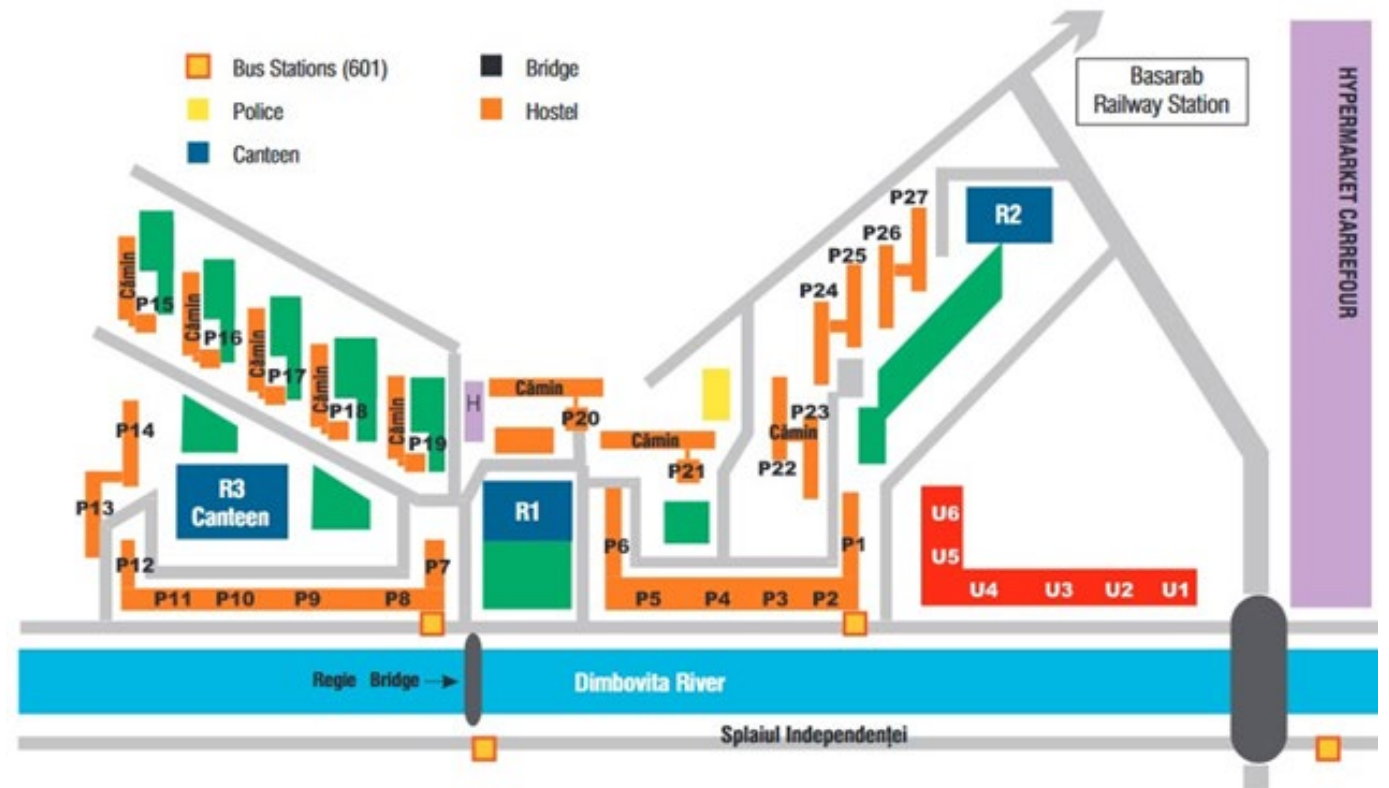 Bus Stations (601)
Police
Canteen
Bridge
Hostel
Basarab
Railway Station
HYPERMARKET CARREFOUR
P27
R2
P26
P25
P24
Cămin
P15
Cămin
P16
Cămin
P17
Cămin
P18
Cămin
P19
H
Cămin
P20
Cămin
P21
P23
Cămin
P22
P14
P13
R3
Canteen
R1
P12
P7
P6
P1
P11 P10 P9 P8
P5 P4 P3 P2
U6
U5
U4 U3 U2 U1
Regie Bridge
Dimbovita River
Splaiul Independenței